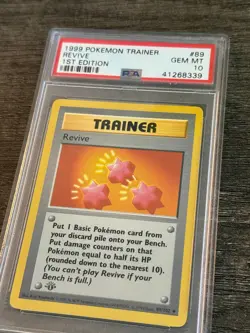 1999 POKEMON TRAINER #89
REVIVE GEM MT
1ST EDITION PSA 10
41268339
TRAINER
Revive
Put 1 Basic Pokémon card from
your discard pile onto your Bench.
Put damage counters on that
Pokémon equal to half its HP
(rounded down to the nearest 10).
(You can't play Revive if your
Bench is full.)